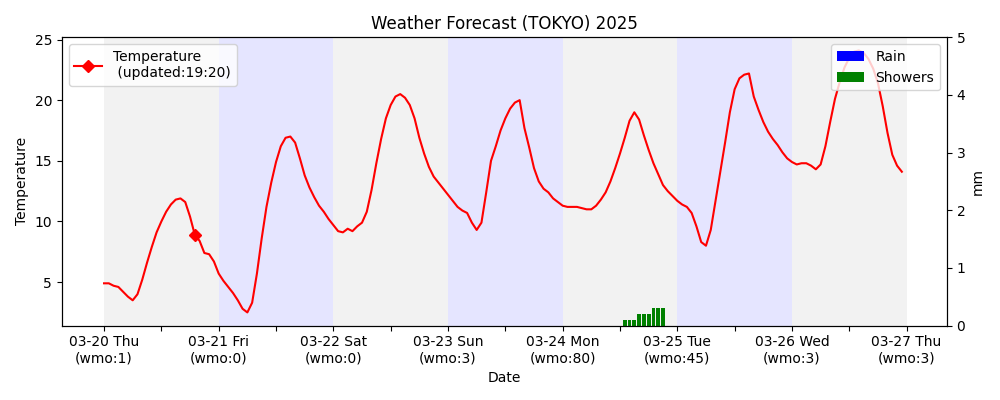 Weather Forecast (TOKYO) 2025
Temperature
(updated:19:20)
Rain
Showers
25
20
15
10
5
Temperature
5
4
3
2
1
0
mm
03-20 Thu
(wmo:1)
03-21 Fri
(wmo:0)
03-22 Sat
(wmo:0)
03-23 Sun
(wmo:3)
03-24 Mon
(wmo:80)
03-25 Tue
(wmo:45)
03-26 Wed
(wmo:3)
03-27 Thu
(wmo:3)
Date